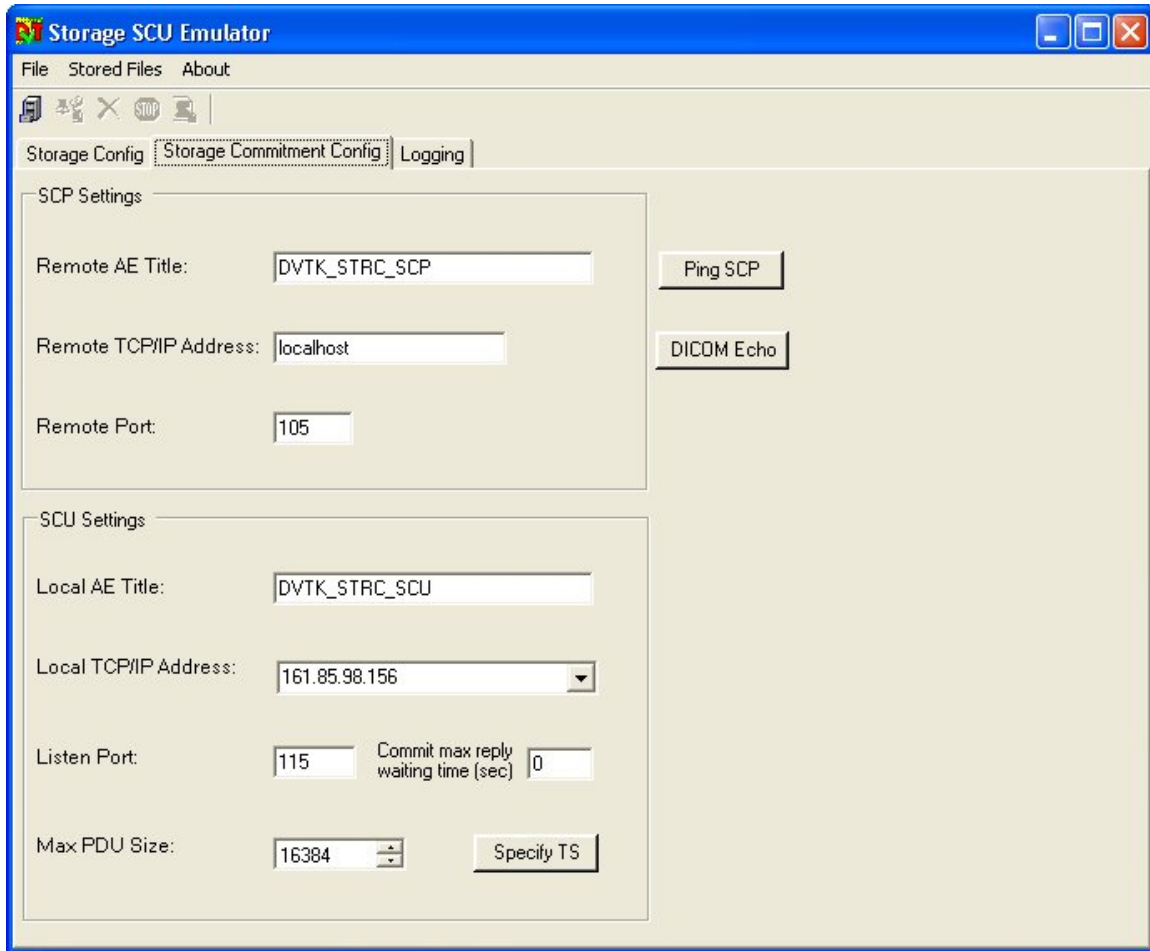 Storage SCU Emulator
File Stored Files About
STOP
Storage Config Storage Commitment Config Logging
SCP Settings
Remote AE Title: DVTK_STRC_SCP Ping SCP
Remote TCP/IP Address: localhost DICOM Echo
Remote Port: 105
SCU Settings
Local AE Title: DVTK_STRC_SCU
Local TCP/IP Address: 161.85.98.156
Listen Port: 115 Commit max reply
waiting time (sec) 0
Max PDU Size: 16384 Specify TS